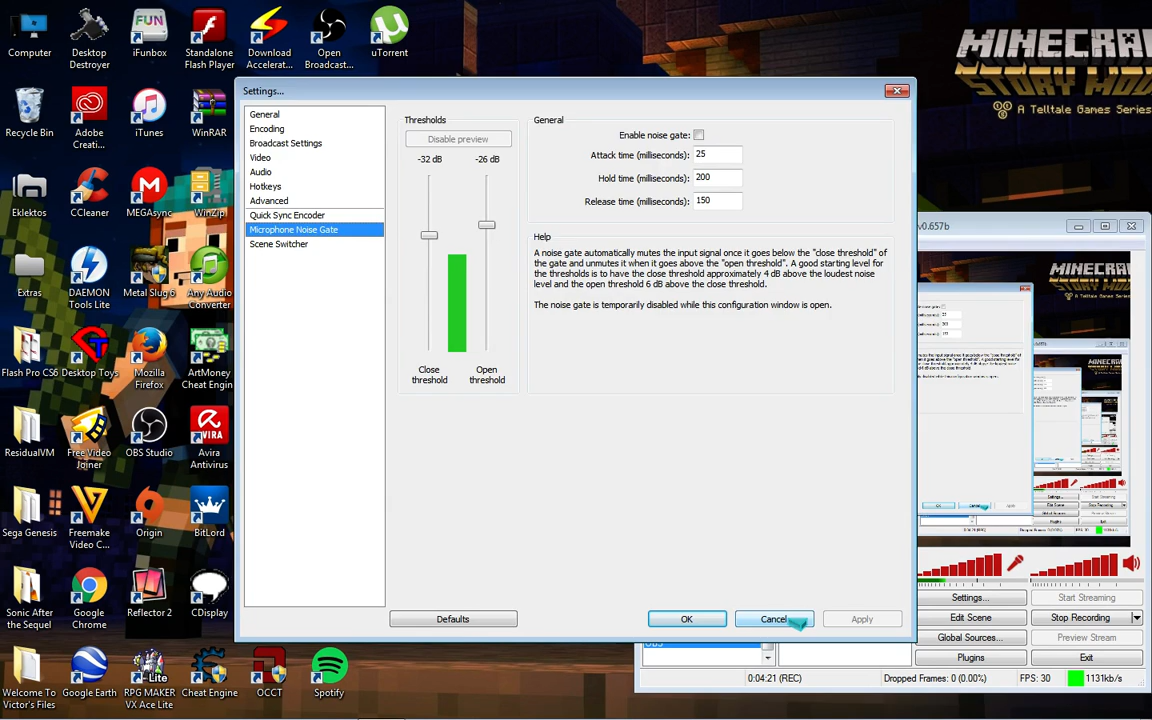 Computer
Desktop
Destroyer
iFunbox
Standalone
Flash Player
Download
Accelerat...
Open
Broadcast...
uTorrent
MINECRAF
STORY MOD
A Telltale Games Series
Recycle Bin
Adobe
Creati...
iTunes
WinRAR
Eklektos
CCleaner
MEGAsync
WinZip
Extras
DAEMON
Tools Lite
Metal Slug 6
Any Audio
Converter
Flash Pro CS6
Desktop Toys
Mozilla
Firefox
ArtMoney
Cheat Engin
ResidualVM
Free Video
Joiner
OBS Studio
Avira
Antivirus
Sega Genesis
Freemake
Video C...
Origin
BitLord
Sonic After
the Sequel
Google
Chrome
Reflector 2
CDisplay
Welcome To
Victor's Files
Google Earth
RPG MAKER
VX Ace Lite
Cheat Engine
OCCT
Spotify
Settings...
General
Encoding
Broadcast Settings
Video
Audio
Hotkeys
Advanced
Quick Sync Encoder
Microphone Noise Gate
Scene Switcher
Thresholds
Disable preview
-32 dB
-26 dB
Close
threshold
Open
threshold
General
Enable noise gate:
Attack time (milliseconds): 25
Hold time (milliseconds): 200
Release time (milliseconds): 150
Help
A noise gate automatically mutes the input signal once it goes below the "close threshold" of
the gate and unmutes it when it goes above the "open threshold". A good starting level for
the thresholds is to have the close threshold approximately 4 dB above the loudest noise
level and the open threshold 6 dB above the close threshold.
The noise gate is temporarily disabled while this configuration window is open.
Defaults
OK
Cancel
Apply
v0.657b
Settings...
Start Streaming
Edit Scene
Stop Recording
Global Sources...
Preview Stream
Plugins
Exit
0:04:21 (REC)
Dropped Frames: 0 (0.00%)
FPS: 30
1131kb/s